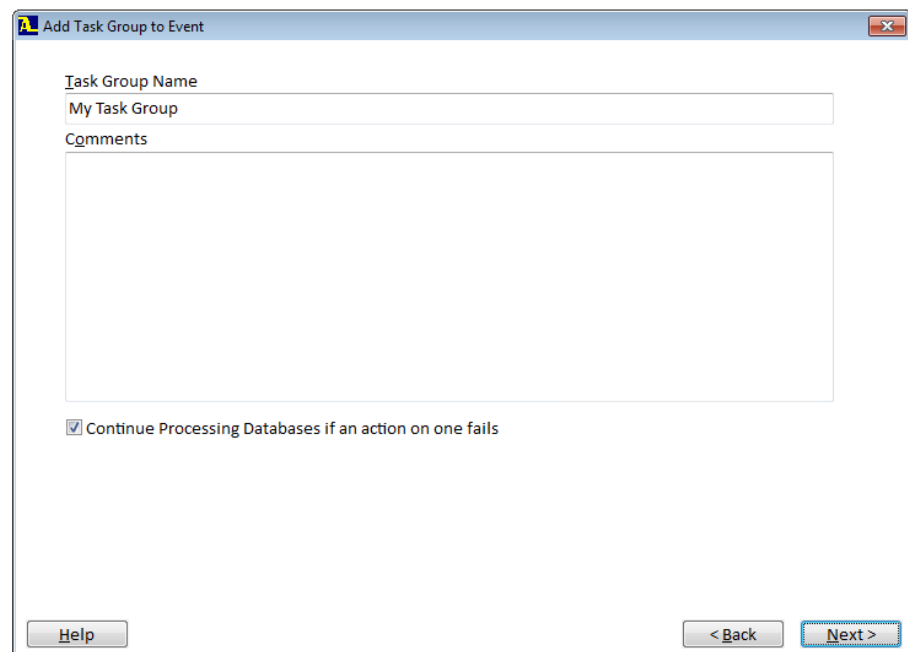 Add Task Group to Event
Task Group Name
My Task Group
Comments
Continue Processing Databases if an action on one fails
Help
< Back
Next >